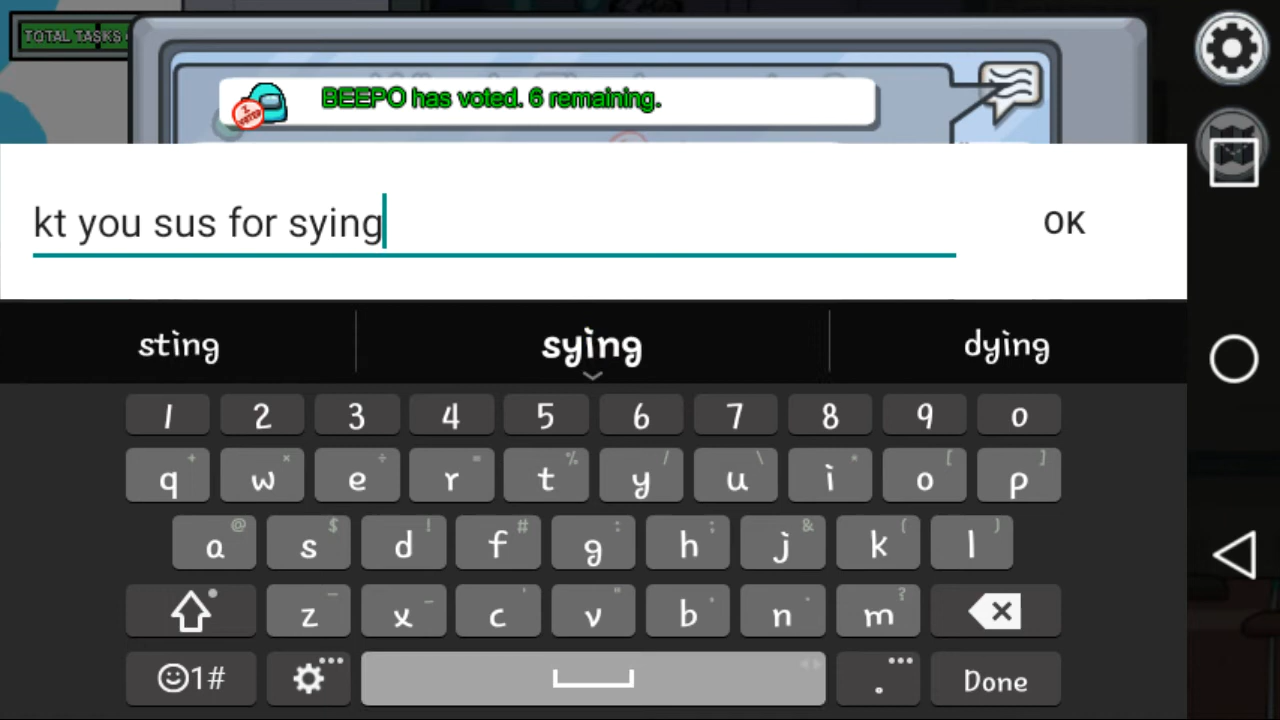 TOTAL TASKS
I VOTED
BEEPO has voted. 6 remaining.
kt you sus for sying
OK
sting sying dying
1 2 3 4 5 6 7 8 9 0
q w e r t y u i o p
+ × ÷ = % / \ * [ ]
a s d f g h j k l
@ $ ! # : ; & ( )
z x c v b n m
- _ ' " , . ?
1# . Done